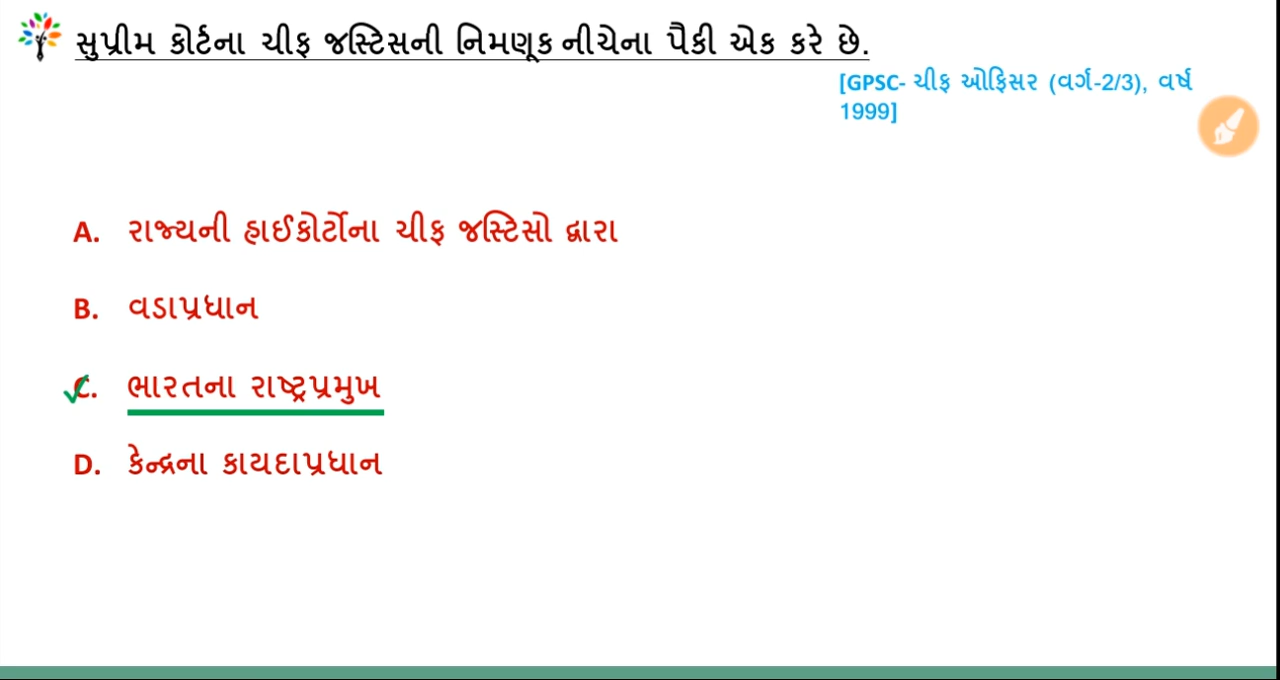 સુપ્રીમ કોર્ટના ચીફ જસ્ટિસની નિમણૂક નીચેના પૈકી એક કરે છે.
[GPSC- ચીફ ઓફિસર (વર્ગ-2/3), વર્ષ
1999]
A. રાજ્યની હાઈકોર્ટોના ચીફ જસ્ટિસો દ્વારા
B. વડાપ્રધાન
C. ભારતના રાષ્ટ્રપ્રમુખ
D. કેન્દ્રના કાયદાપ્રધાન